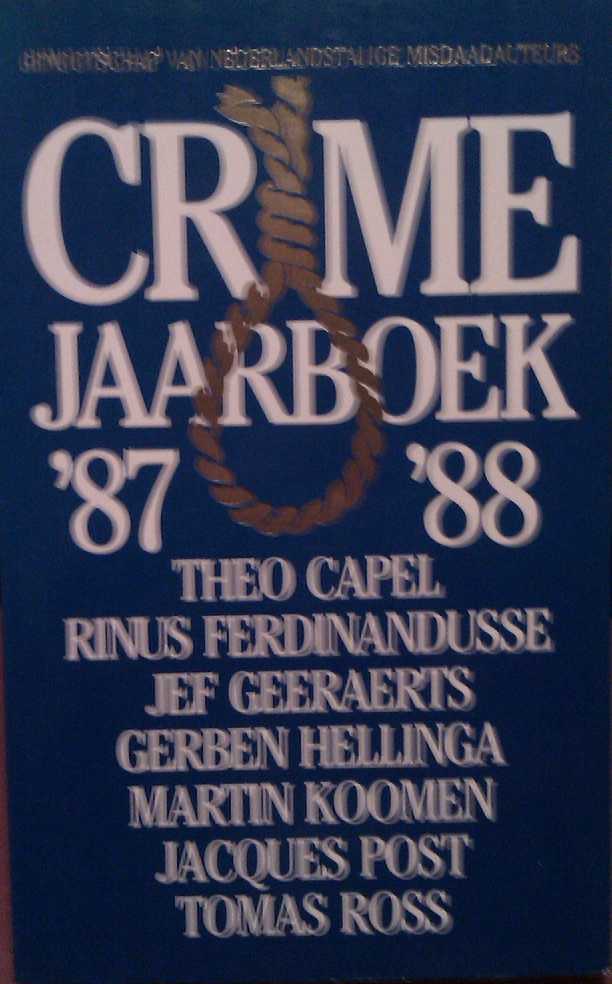 GENOOTSCHAP VAN NEDERLANDSTALIGE MISDAADAUTEURS
CRIME
JAARBOEK
'87 '88
THEO CAPEL
RINUS FERDINANDUSSE
JEF GEERAERTS
GERBEN HELLINGA
MARTIN KOOMEN
JACQUES POST
TOMAS ROSS